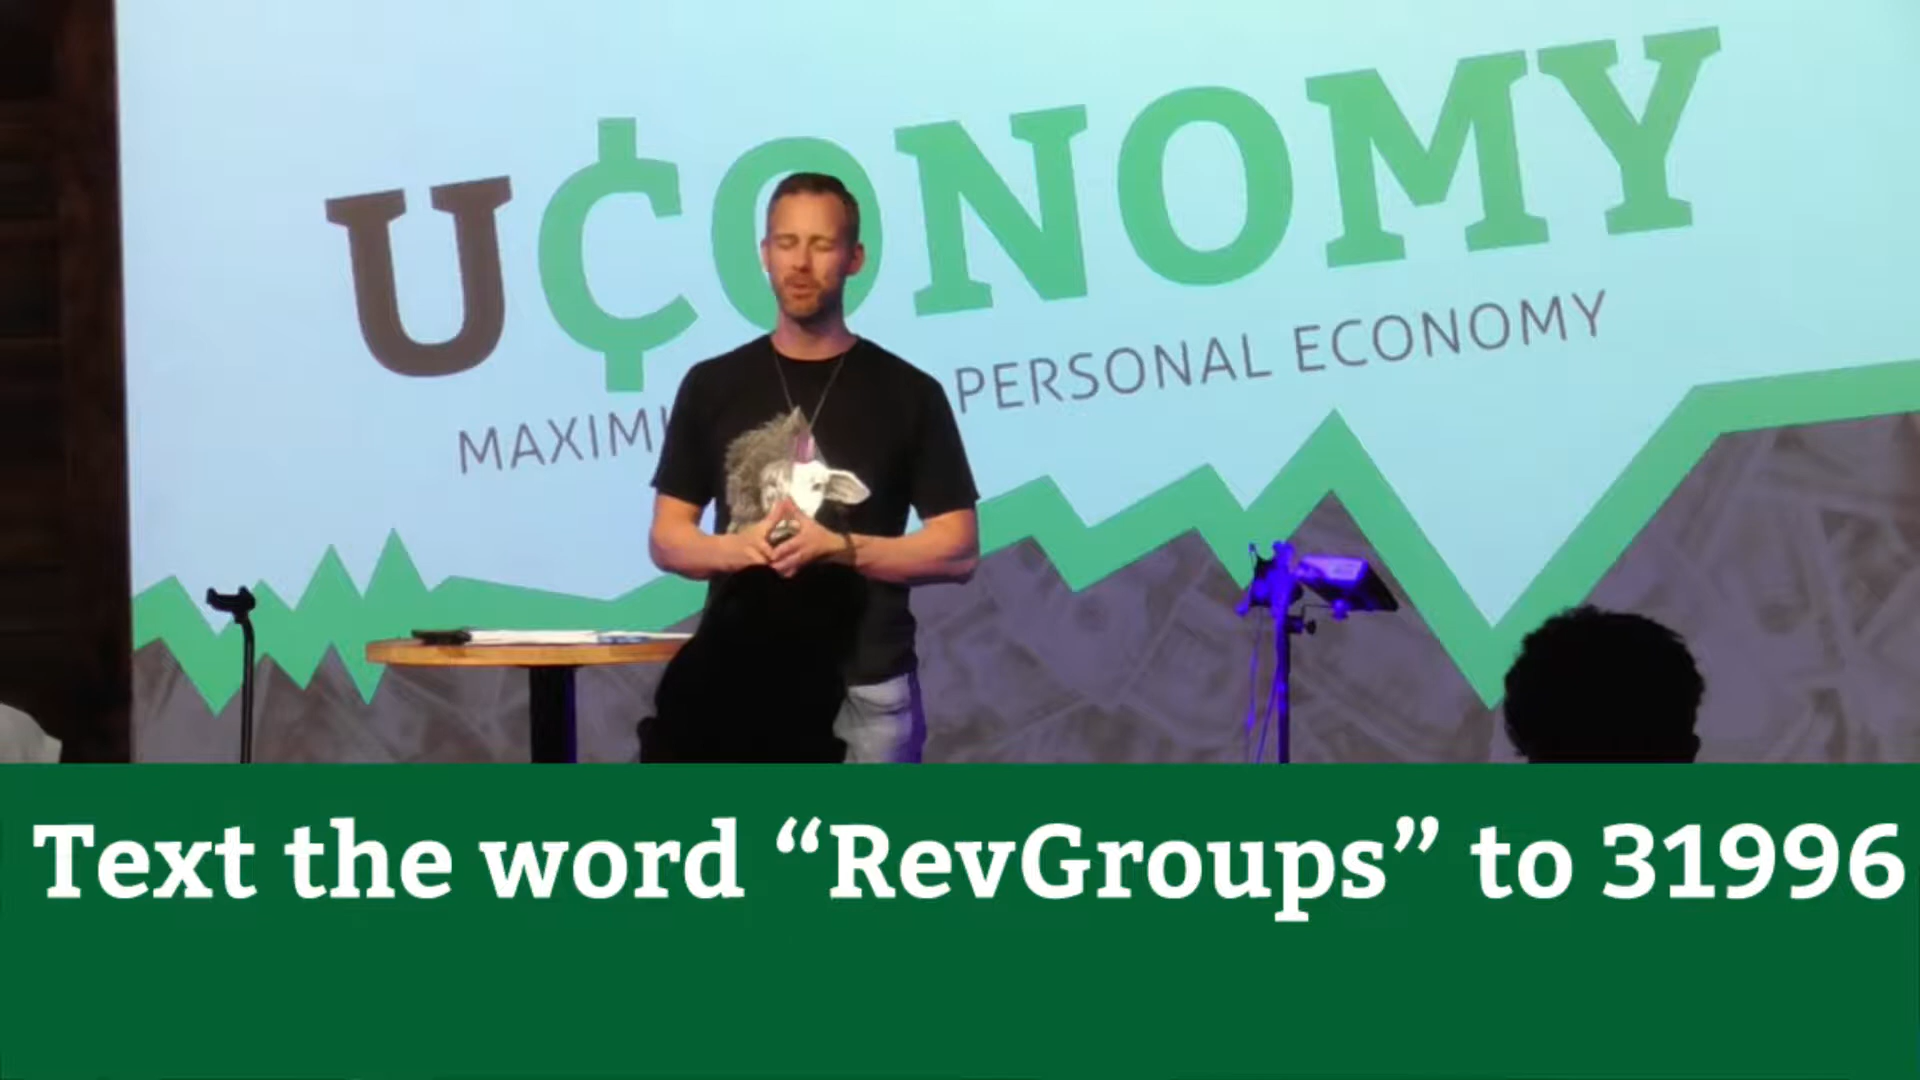 U¢ONOMY
MAXIMI PERSONAL ECONOMY
Text the word “RevGroups” to 31996